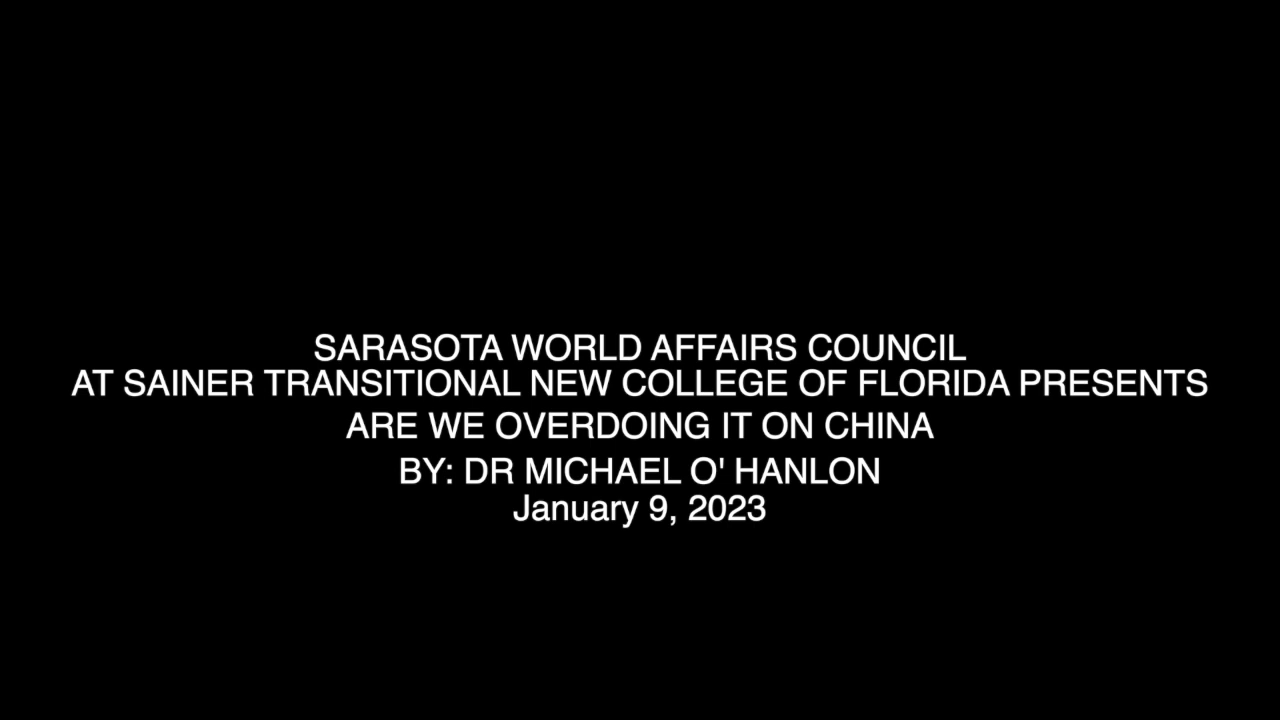 SARASOTA WORLD AFFAIRS COUNCIL
AT SAINER TRANSITIONAL NEW COLLEGE OF FLORIDA PRESENTS
ARE WE OVERDOING IT ON CHINA
BY: DR MICHAEL O' HANLON
January 9, 2023